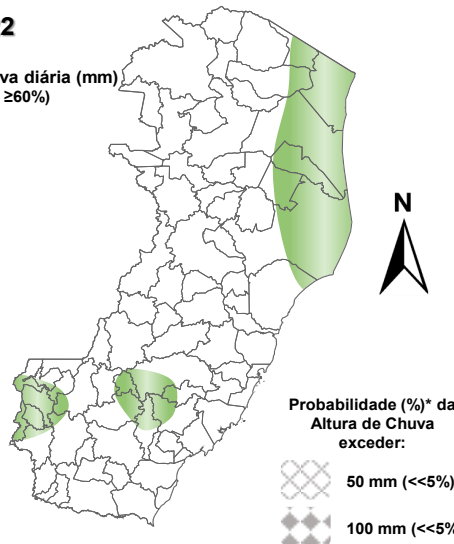 2
va diária (mm)
≥60%)
N
Probabilidade (%)* da
Altura de Chuva
exceder:
50 mm (<<5%)
100 mm (<<5%